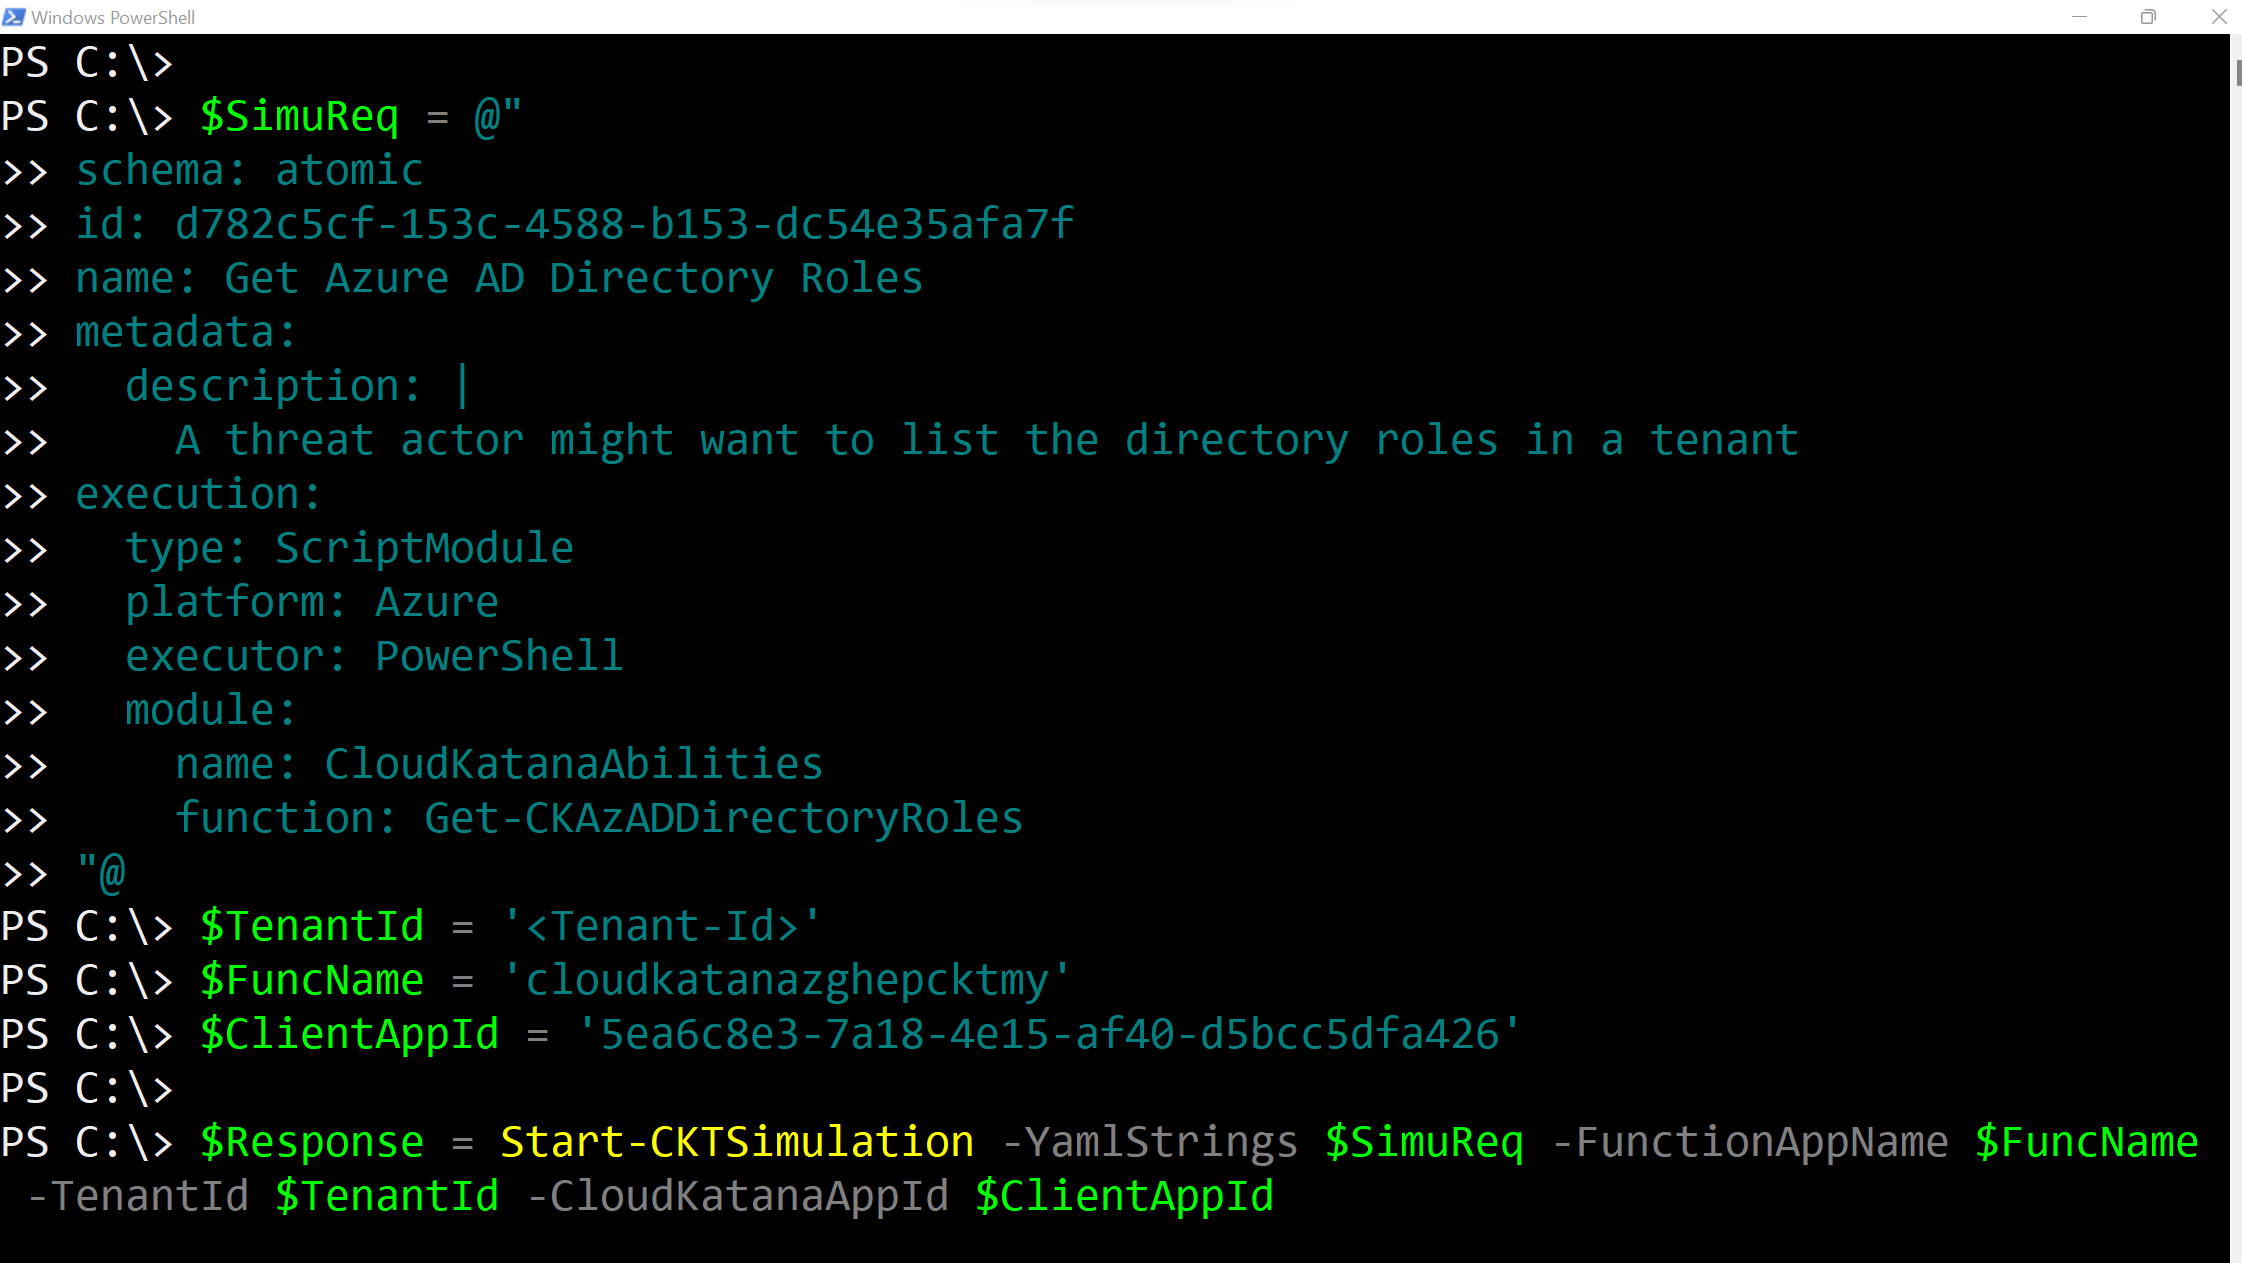 Windows PowerShell
PS C:\>
PS C:\> $SimuReq = @"
>> schema: atomic
>> id: d782c5cf-153c-4588-b153-dc54e35afa7f
>> name: Get Azure AD Directory Roles
>> metadata:
>>   description: |
>>     A threat actor might want to list the directory roles in a tenant
>> execution:
>>   type: ScriptModule
>>   platform: Azure
>>   executor: PowerShell
>>   module:
>>     name: CloudKatanaAbilities
>>     function: Get-CKAzADDirectoryRoles
>> "@
PS C:\> $TenantId = '<Tenant-Id>'
PS C:\> $FuncName = 'cloudkatanazghepcktmy'
PS C:\> $ClientAppId = '5ea6c8e3-7a18-4e15-af40-d5bcc5dfa426'
PS C:\>
PS C:\> $Response = Start-CKTSimulation -YamlStrings $SimuReq -FunctionAppName $FuncName
 -TenantId $TenantId -CloudKatanaAppId $ClientAppId